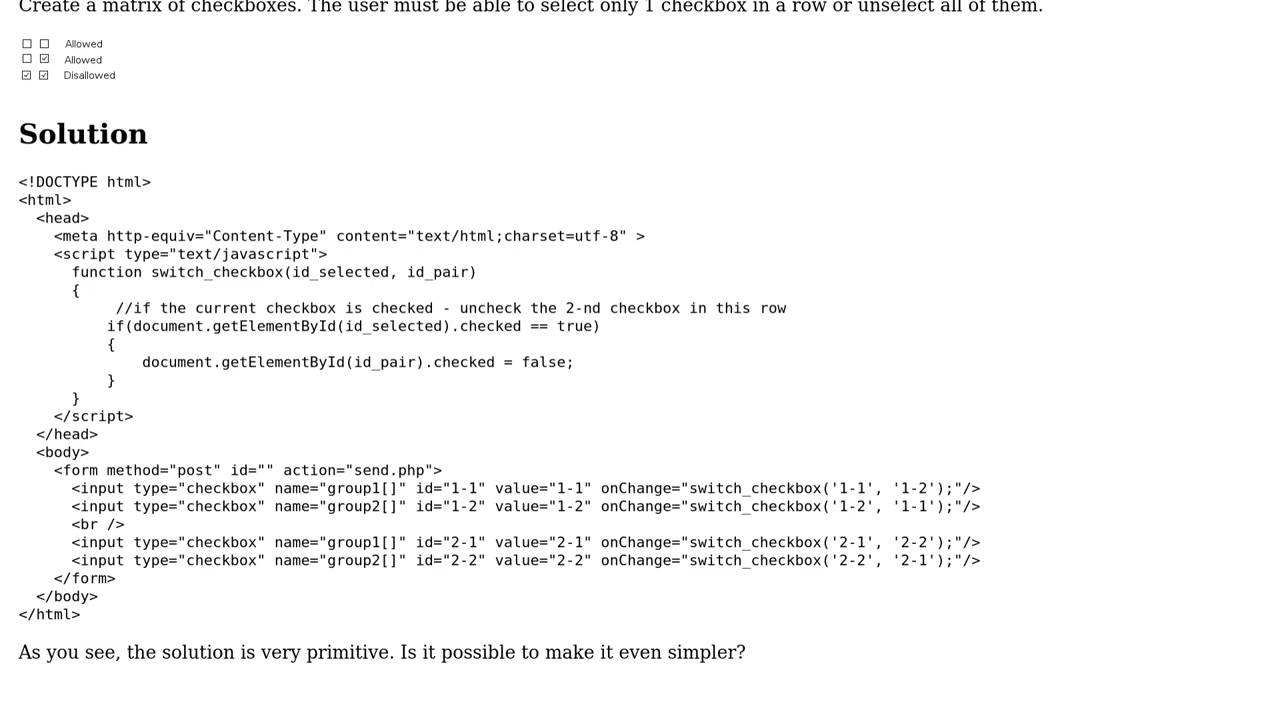 Create a matrix of checkboxes. The user must be able to select only 1 checkbox in a row or unselect all of them.
Allowed
Allowed
Disallowed
Solution
<!DOCTYPE html>
<html>
  <head>
    <meta http-equiv="Content-Type" content="text/html;charset=utf-8" >
    <script type="text/javascript">
      function switch_checkbox(id_selected, id_pair)
      {
           //if the current checkbox is checked - uncheck the 2-nd checkbox in this row
          if(document.getElementById(id_selected).checked == true)
          {
              document.getElementById(id_pair).checked = false;
          }
      }
    </script>
  </head>
  <body>
    <form method="post" id="" action="send.php">
      <input type="checkbox" name="group1[]" id="1-1" value="1-1" onChange="switch_checkbox('1-1', '1-2');"/>
      <input type="checkbox" name="group2[]" id="1-2" value="1-2" onChange="switch_checkbox('1-2', '1-1');"/>
      <br />
      <input type="checkbox" name="group1[]" id="2-1" value="2-1" onChange="switch_checkbox('2-1', '2-2');"/>
      <input type="checkbox" name="group2[]" id="2-2" value="2-2" onChange="switch_checkbox('2-2', '2-1');"/>
    </form>
  </body>
</html>
As you see, the solution is very primitive. Is it possible to make it even simpler?